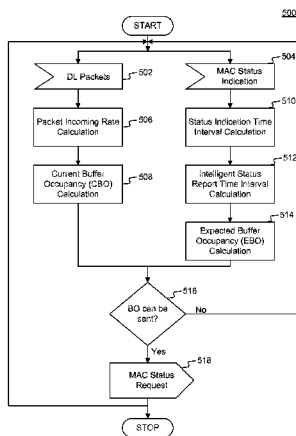 500
START
DL Packets
502
MAC Status
Indication
504
Packet Incoming Rate
Calculation
506
Status Indication Time
Interval Calculation
510
Current Buffer
Occupancy (CBO)
Calculation
508
Intelligent Status
Report Time Interval
Calculation
512
Expected Buffer
Occupancy (EBO)
Calculation
514
BO can be
sent?
516
No
Yes
MAC Status
Request
518
STOP